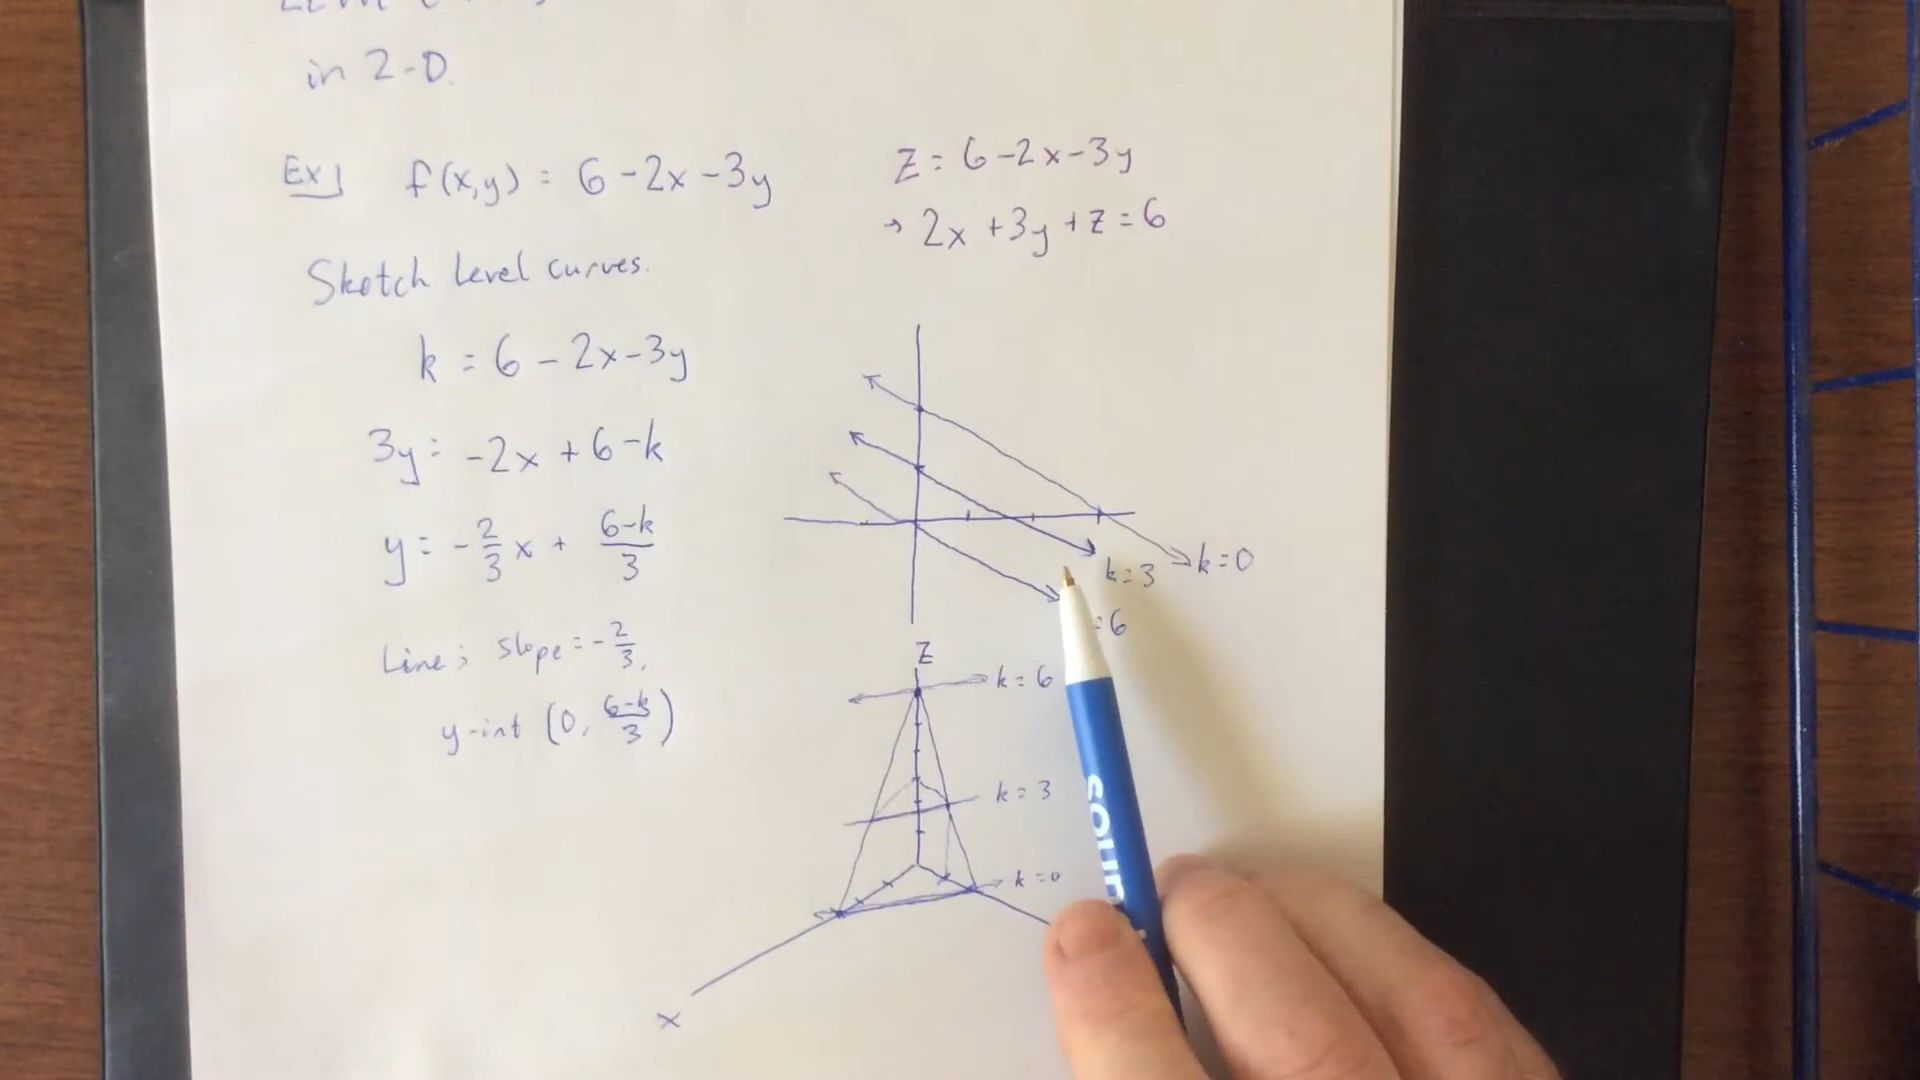 in 2-D.
Ex) f(x,y) = 6-2x-3y
z = 6-2x-3y
→ 2x+3y+z=6
Sketch Level curves.
k = 6-2x-3y
3y = -2x+6-k
y = -2/3 x + (6-k)/3
Line; slope = -2/3,
y-int (0, (6-k)/3)
k=0
k=3
=6
z
k=6
k=3
k=0
x